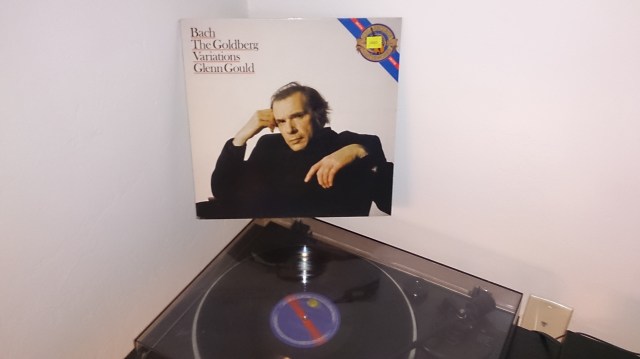 Bach
The Goldberg
Variations
Glenn Gould